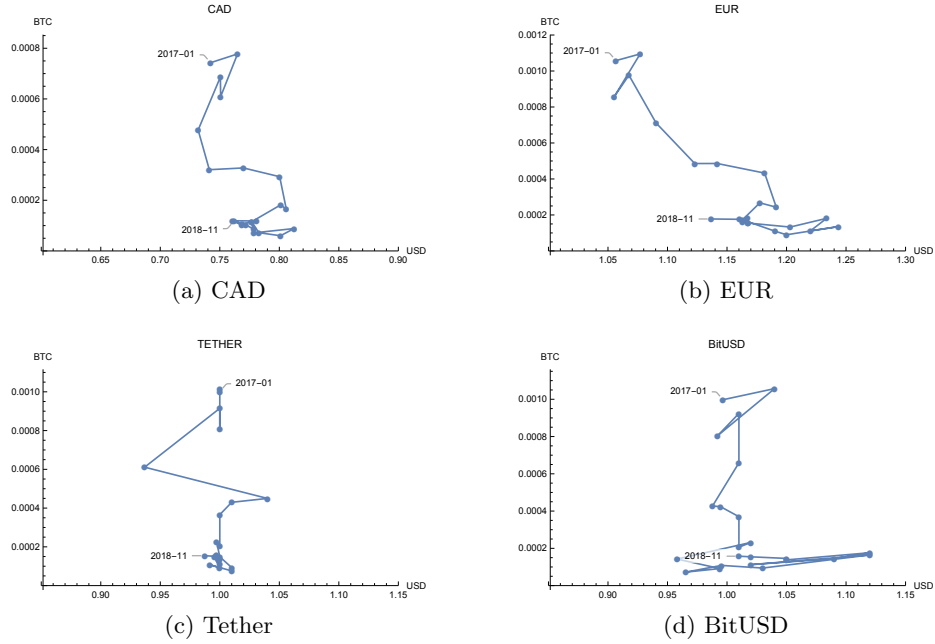 CAD
BTC
0.0008
0.0006
0.0004
0.0002
2017-01
2018-11
0.65 0.70 0.75 0.80 0.85 0.90 USD
(a) CAD
EUR
BTC
0.0012
0.0010
0.0008
0.0006
0.0004
0.0002
2017-01
2018-11
1.05 1.10 1.15 1.20 1.25 1.30 USD
(b) EUR
TETHER
BTC
0.0010
0.0008
0.0006
0.0004
0.0002
2017-01
2018-11
0.90 0.95 1.00 1.05 1.10 1.15 USD
(c) Tether
BitUSD
BTC
0.0010
0.0008
0.0006
0.0004
0.0002
2017-01
2018-11
0.90 0.95 1.00 1.05 1.10 1.15 USD
(d) BitUSD